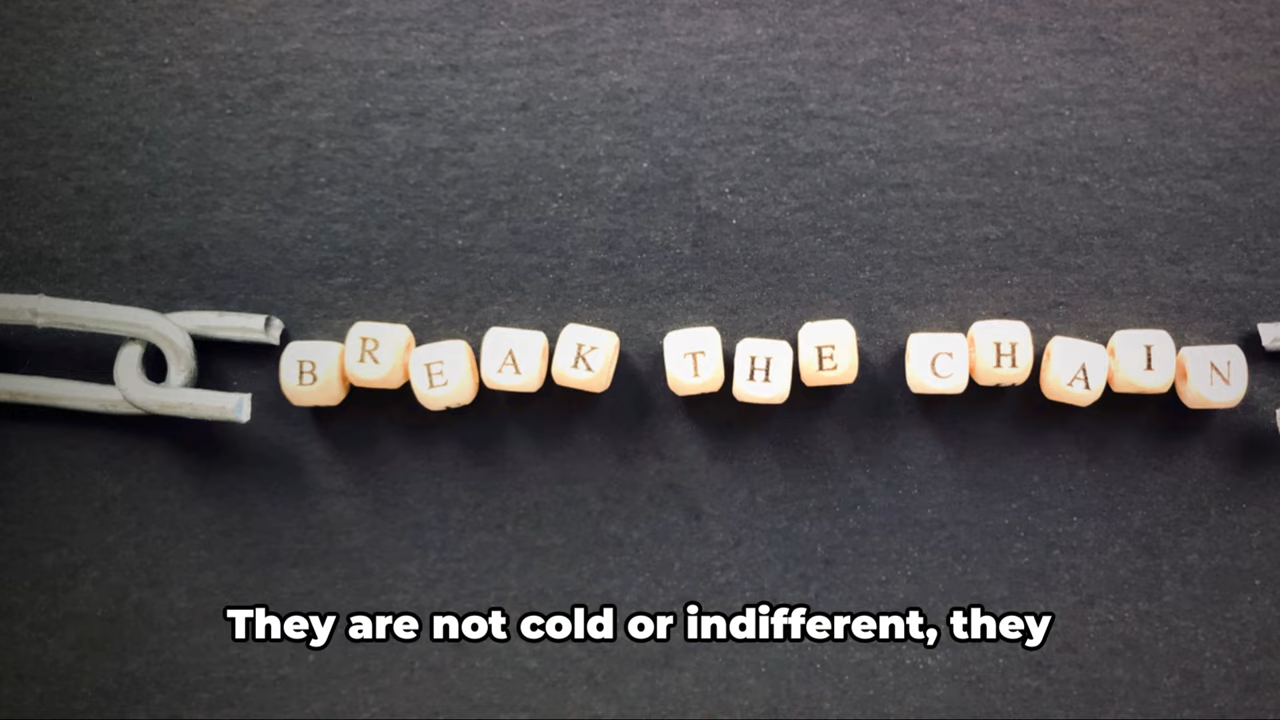 BREAK THE CHAIN
They are not cold or indifferent, they